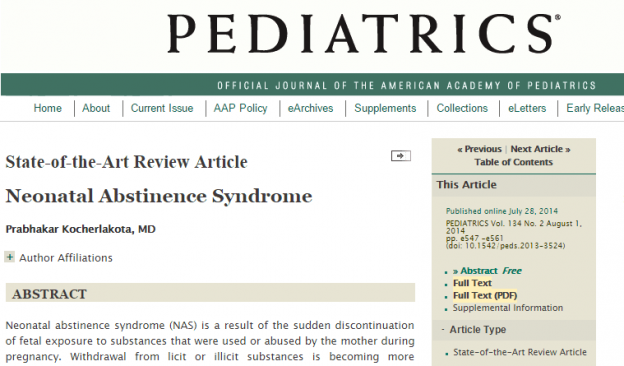 PEDIATRICS®
OFFICIAL JOURNAL OF THE AMERICAN ACADEMY OF PEDIATRICS
Home | About | Current Issue | AAP Policy | eArchives | Supplements | Collections | eLetters | Early Releas
State-of-the-Art Review Article
Neonatal Abstinence Syndrome
Prabhakar Kocherlakota, MD
+ Author Affiliations
ABSTRACT
Neonatal abstinence syndrome (NAS) is a result of the sudden discontinuation
of fetal exposure to substances that were used or abused by the mother during
pregnancy. Withdrawal from licit or illicit substances is becoming more
« Previous | Next Article »
Table of Contents
This Article
Published online July 28, 2014
PEDIATRICS Vol. 134 No. 2 August 1,
2014
pp. e547 -e561
(doi: 10.1542/peds.2013-3524)
» Abstract Free
Full Text
Full Text (PDF)
Supplemental Information
- Article Type
State-of-the-Art Review Article